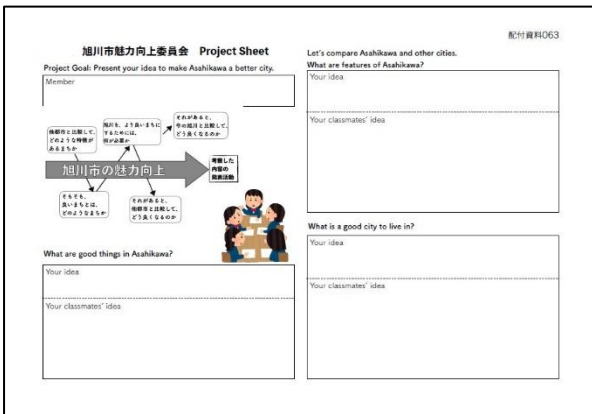 配付資料063
旭川市魅力向上委員会 Project Sheet
Project Goal: Present your idea to make Asahikawa a better city.
Member
他都市と比較して、
どのような特徴が
あるまちか
旭川を、より良いまちに
するためには、
何が必要か
それがあると、
今の旭川と比較して、
どう良くなるのか
旭川市の魅力向上
考察した
内容の
発表活動
そもそも、
良いまちとは、
どのようなまちか
それがあると、
他都市と比較して、
どう良くなるのか
What are good things in Asahikawa?
Your idea
Your classmates' idea
Let's compare Asahikawa and other cities.
What are features of Asahikawa?
Your idea
Your classmates' idea
What is a good city to live in?
Your idea
Your classmates' idea